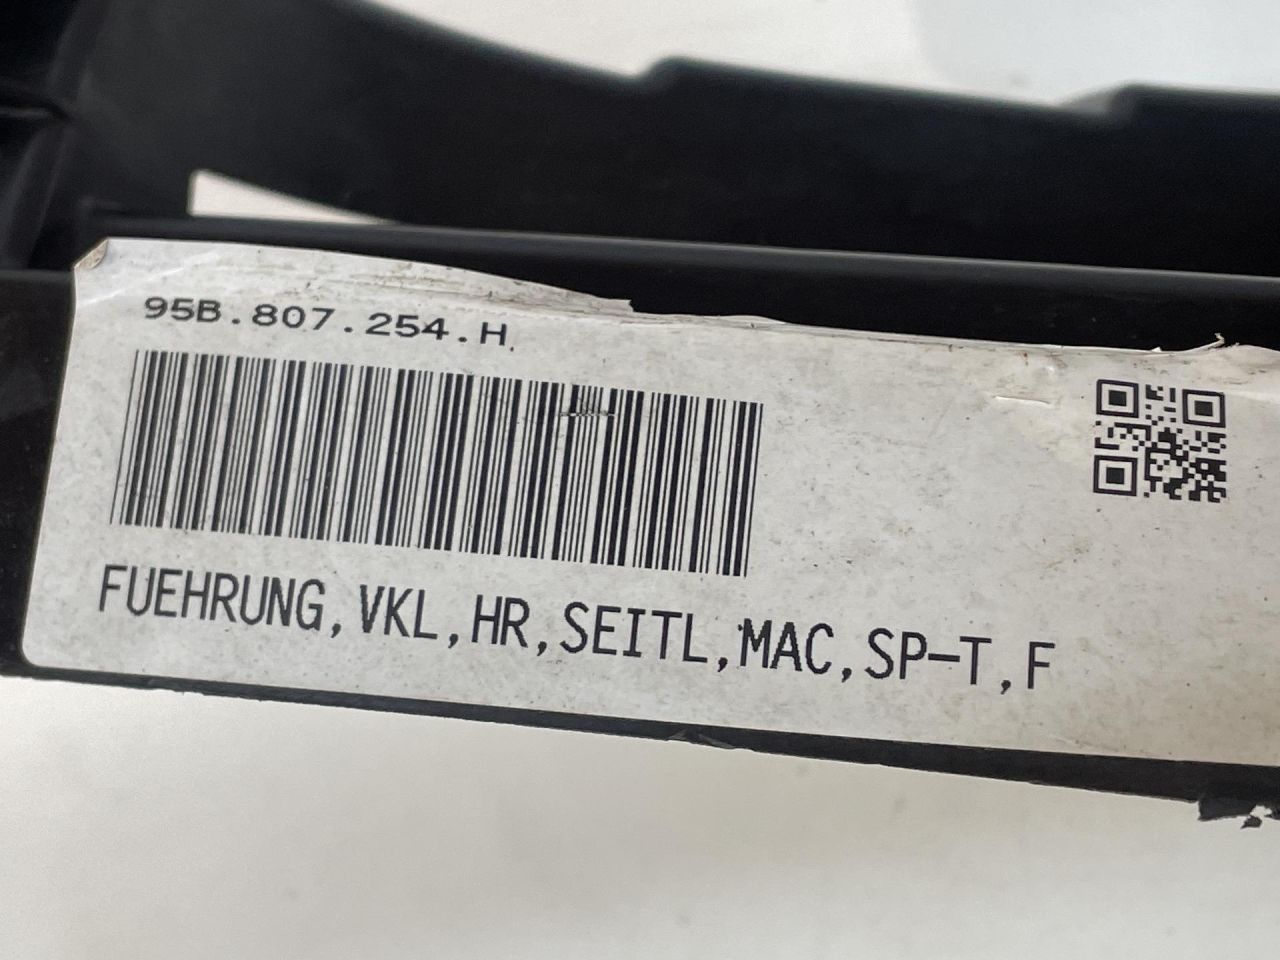 95B.807.254.H
FUEHRUNG,VKL,HR,SEITL,MAC,SP-T,F